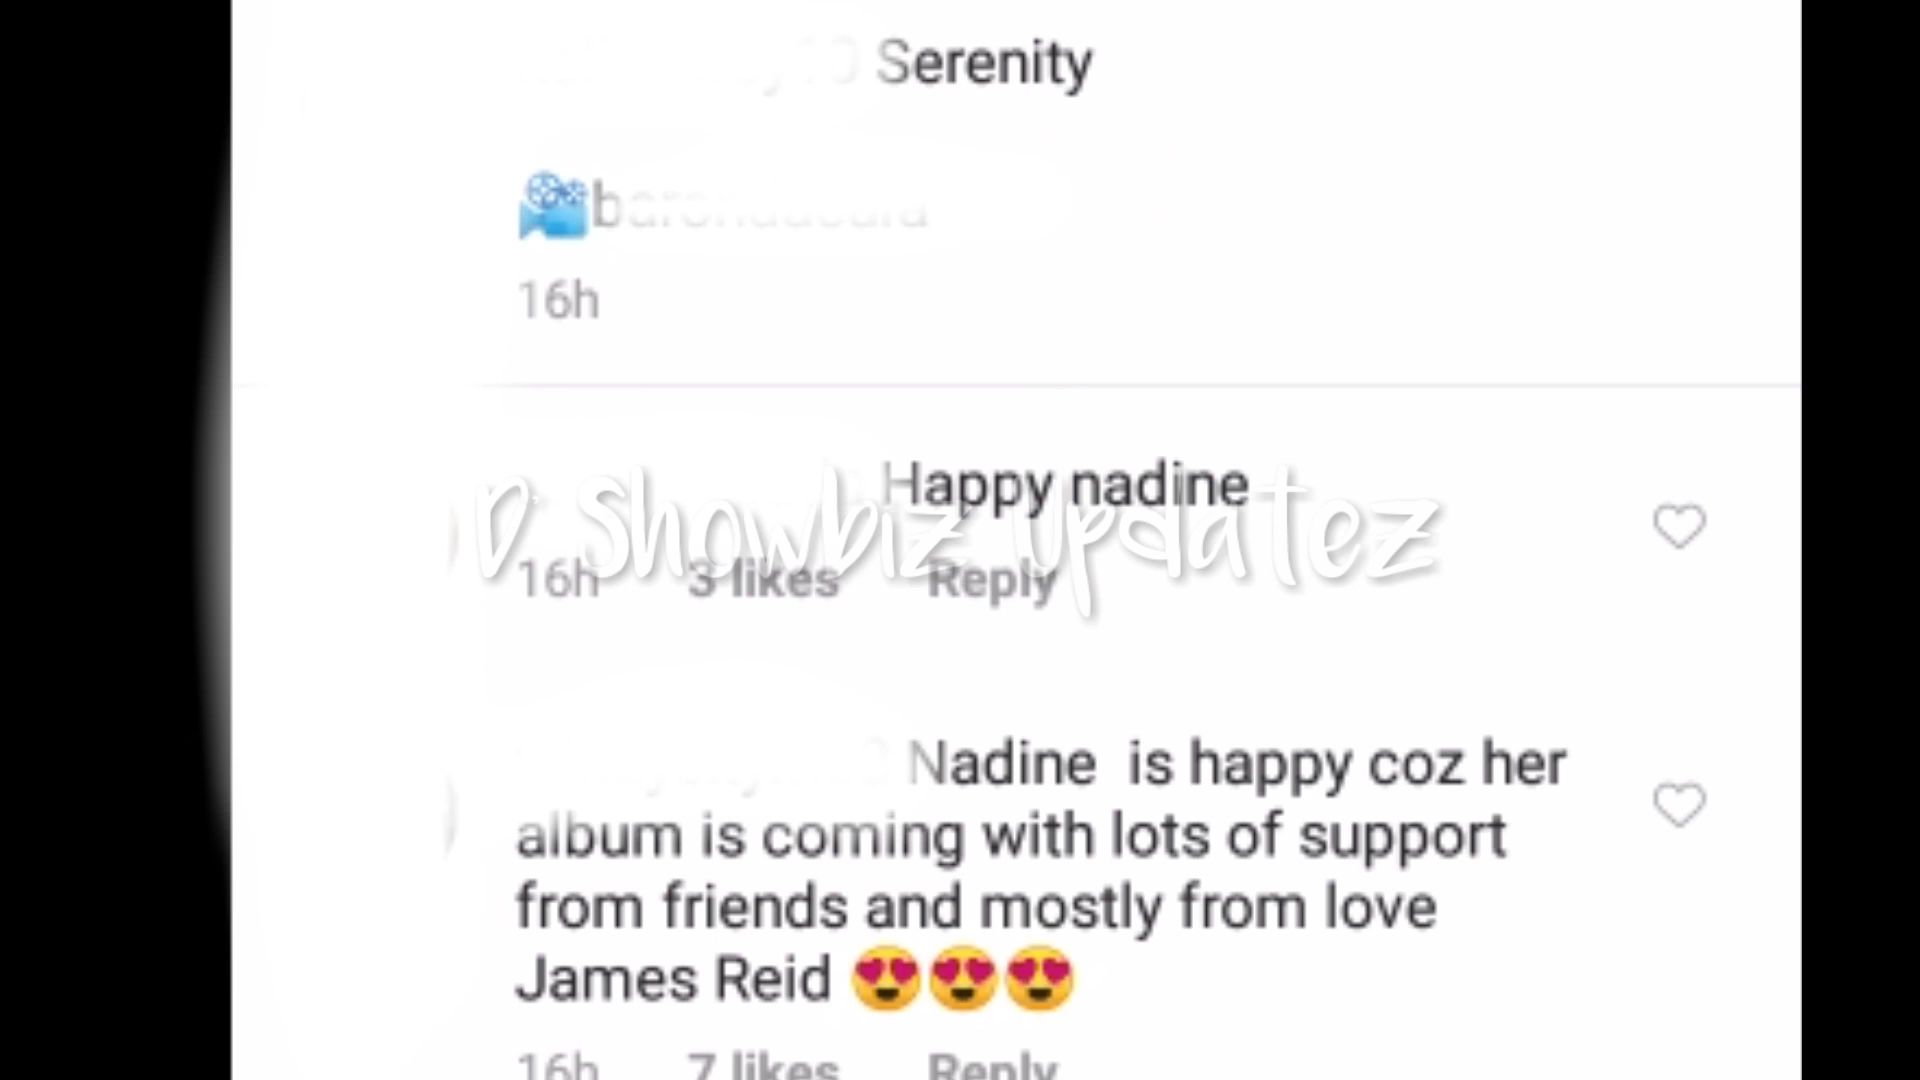 Serenity
16h
Happy nadine
D' Showbiz Updatez
16h 3 likes Reply
Nadine is happy coz her
album is coming with lots of support
from friends and mostly from love
James Reid 😍😍😍
16h 7 likes Reply